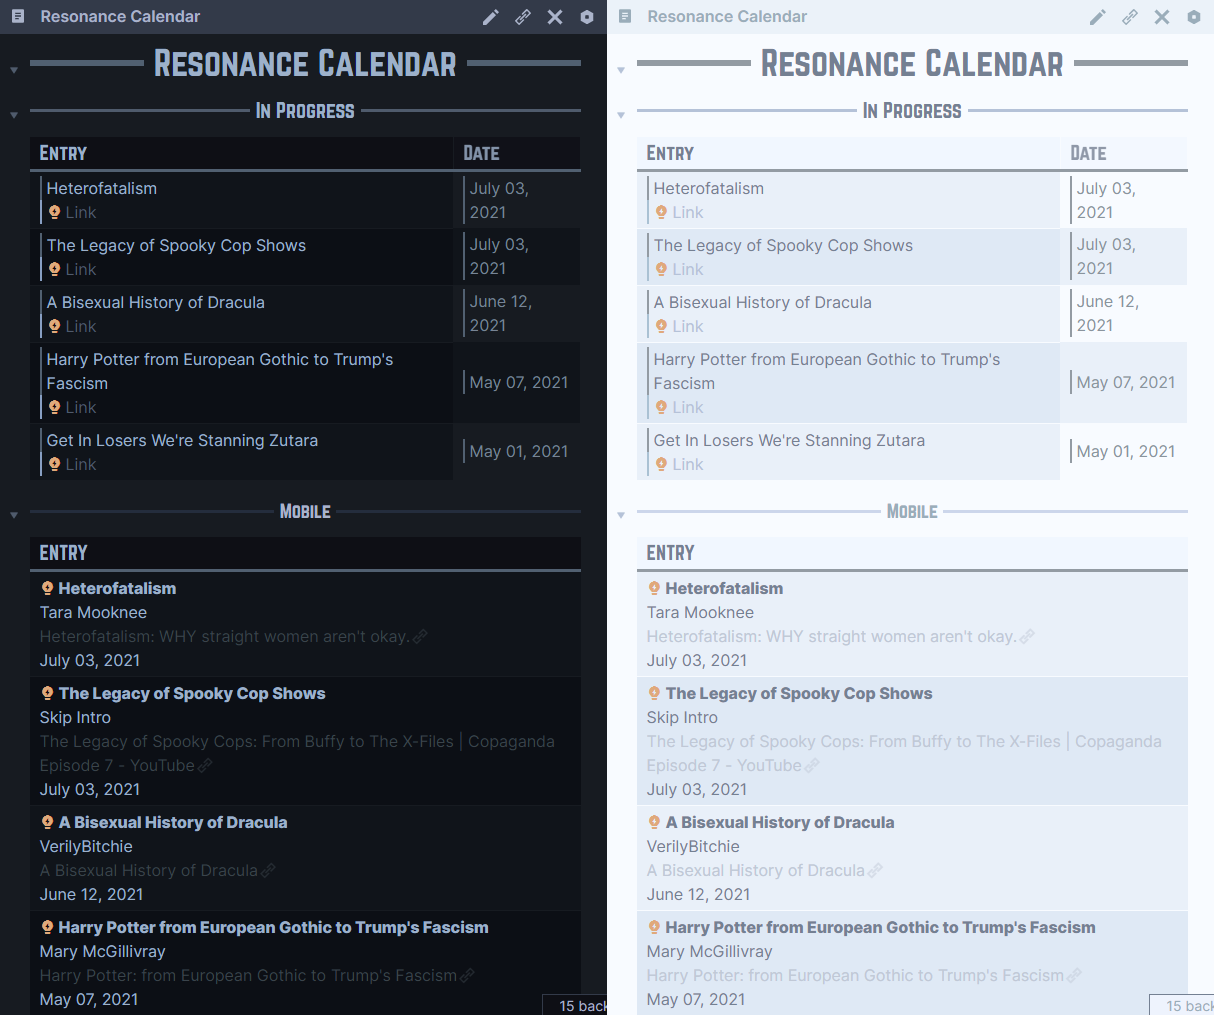 Resonance Calendar
Resonance Calendar
In Progress
Entry Date
Heterofatalism
Link
July 03,
2021
The Legacy of Spooky Cop Shows
Link
July 03,
2021
A Bisexual History of Dracula
Link
June 12,
2021
Harry Potter from European Gothic to Trump's
Fascism
Link
May 07, 2021
Get In Losers We're Stanning Zutara
Link
May 01, 2021
Mobile
ENTRY
Heterofatalism
Tara Mooknee
Heterofatalism: WHY straight women aren't okay.
July 03, 2021
The Legacy of Spooky Cop Shows
Skip Intro
The Legacy of Spooky Cops: From Buffy to The X-Files | Copaganda
Episode 7 - YouTube
July 03, 2021
A Bisexual History of Dracula
VerilyBitchie
A Bisexual History of Dracula
June 12, 2021
Harry Potter from European Gothic to Trump's Fascism
Mary McGillivray
Harry Potter: from European Gothic to Trump's Fascism
May 07, 2021
15 back
Resonance Calendar
Resonance Calendar
In Progress
Entry Date
Heterofatalism
Link
July 03,
2021
The Legacy of Spooky Cop Shows
Link
July 03,
2021
A Bisexual History of Dracula
Link
June 12,
2021
Harry Potter from European Gothic to Trump's
Fascism
Link
May 07, 2021
Get In Losers We're Stanning Zutara
Link
May 01, 2021
Mobile
ENTRY
Heterofatalism
Tara Mooknee
Heterofatalism: WHY straight women aren't okay.
July 03, 2021
The Legacy of Spooky Cop Shows
Skip Intro
The Legacy of Spooky Cops: From Buffy to The X-Files | Copaganda
Episode 7 - YouTube
July 03, 2021
A Bisexual History of Dracula
VerilyBitchie
A Bisexual History of Dracula
June 12, 2021
Harry Potter from European Gothic to Trump's Fascism
Mary McGillivray
Harry Potter: from European Gothic to Trump's Fascism
May 07, 2021
15 back